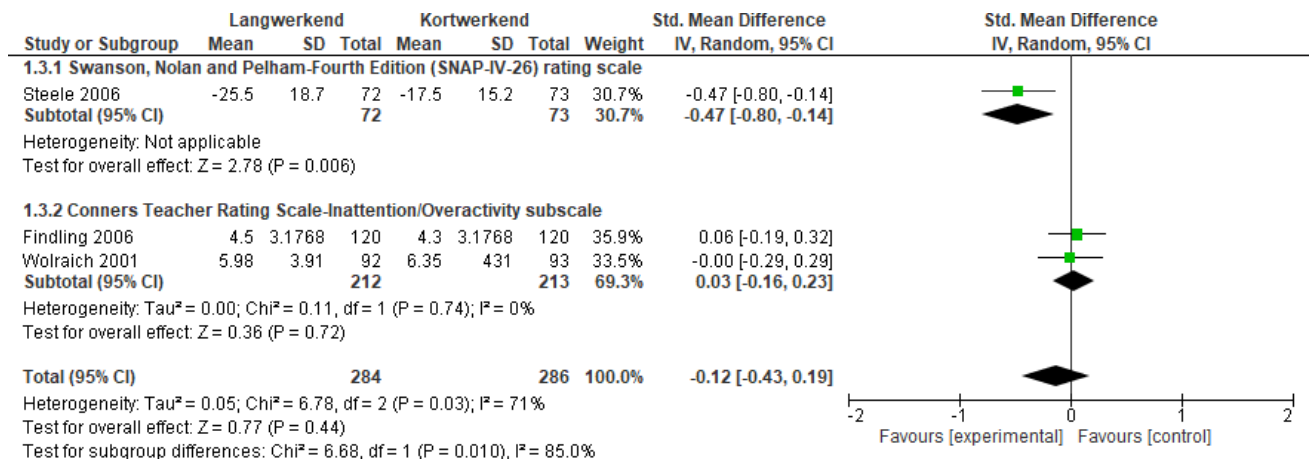 Langwerkend Kortwerkend Std. Mean Difference Std. Mean Difference
Study or Subgroup Mean SD Total Mean SD Total Weight IV, Random, 95% CI IV, Random, 95% CI
1.3.1 Swanson, Nolan and Pelham-Fourth Edition (SNAP-IV-26) rating scale
Steele 2006 -25.5 18.7 72 -17.5 15.2 73 30.7% -0.47 [-0.80, -0.14]
Subtotal (95% CI) 72 73 30.7% -0.47 [-0.80, -0.14]
Heterogeneity: Not applicable
Test for overall effect: Z = 2.78 (P = 0.006)
1.3.2 Conners Teacher Rating Scale-Inattention/Overactivity subscale
Findling 2006 4.5 3.1768 120 4.3 3.1768 120 35.9% 0.06 [-0.19, 0.32]
Wolraich 2001 5.98 3.91 92 6.35 431 93 33.5% -0.00 [-0.29, 0.29]
Subtotal (95% CI) 212 213 69.3% 0.03 [-0.16, 0.23]
Heterogeneity: Tau² = 0.00; Chi² = 0.11, df = 1 (P = 0.74); I² = 0%
Test for overall effect: Z = 0.36 (P = 0.72)
Total (95% CI) 284 286 100.0% -0.12 [-0.43, 0.19]
Heterogeneity: Tau² = 0.05; Chi² = 6.78, df = 2 (P = 0.03); I² = 71%
Test for overall effect: Z = 0.77 (P = 0.44)
Test for subgroup differences: Chi² = 6.68, df = 1 (P = 0.010), I² = 85.0%
-2 -1 0 1 2
Favours [experimental] Favours [control]